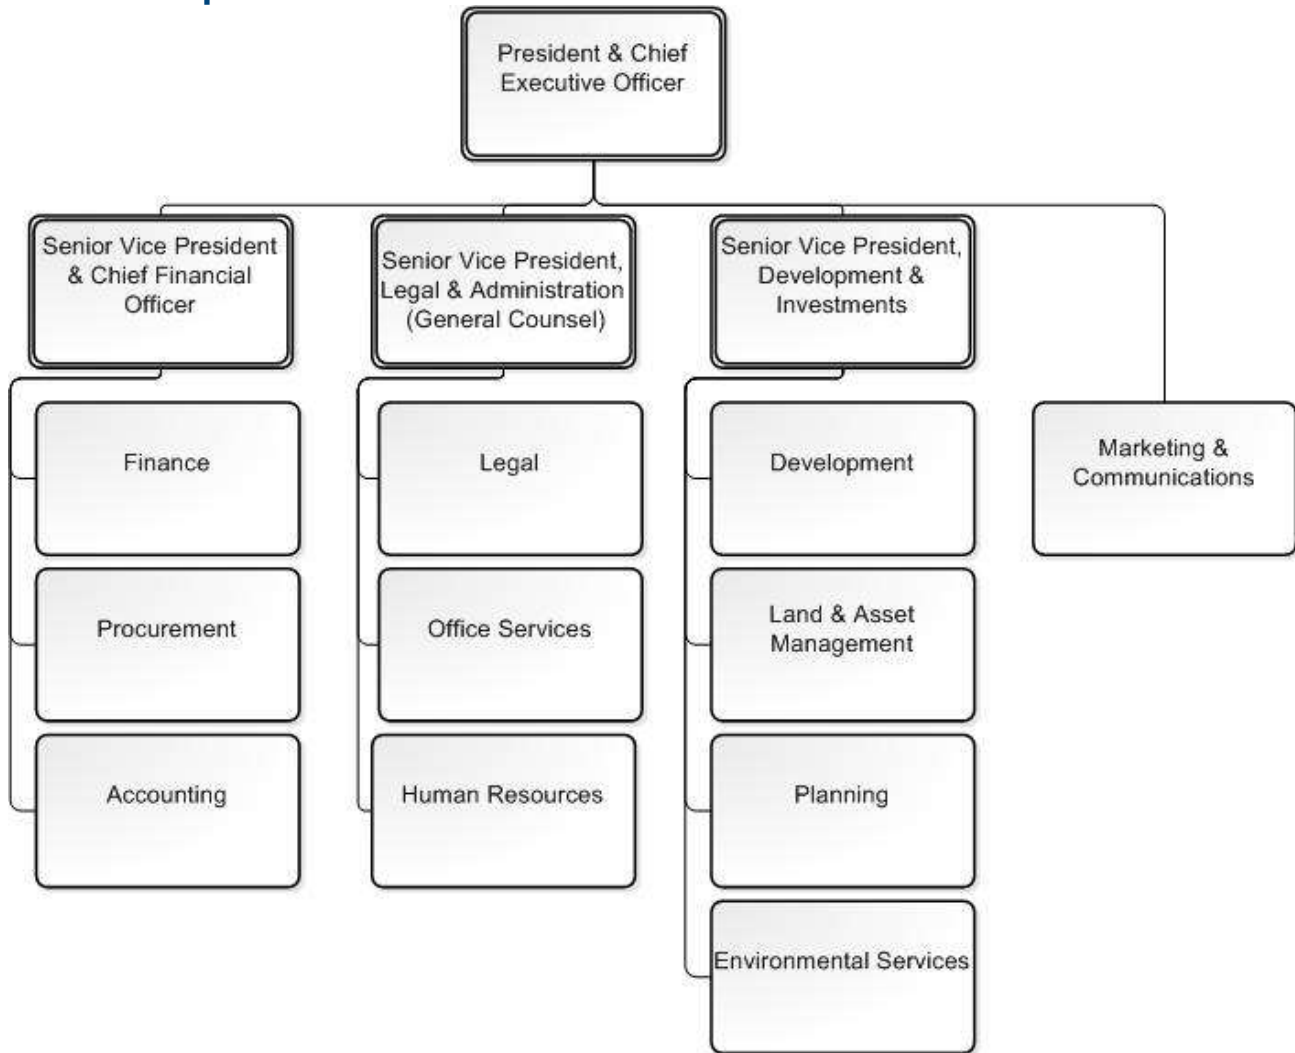 President & Chief
Executive Officer
Senior Vice President
& Chief Financial
Officer
Senior Vice President,
Legal & Administration
(General Counsel)
Senior Vice President,
Development &
Investments
Finance
Legal
Development
Marketing &
Communications
Procurement
Office Services
Land & Asset
Management
Accounting
Human Resources
Planning
Environmental Services